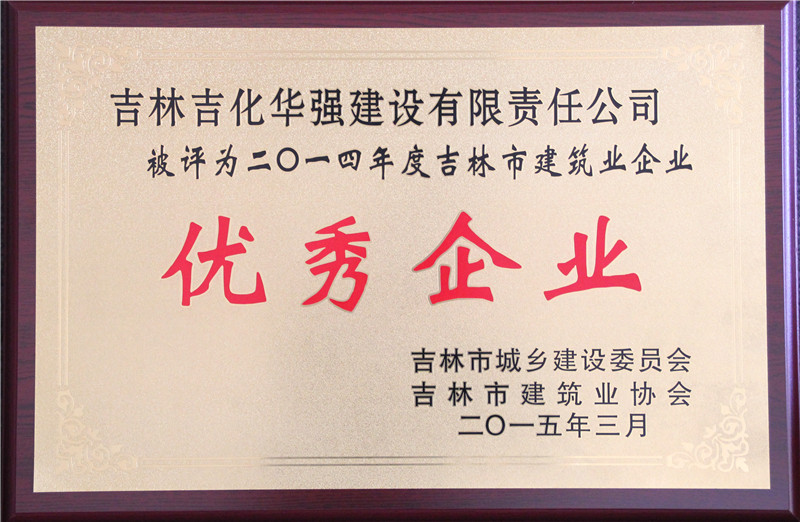 吉林吉化华强建设有限责任公司
被评为二〇一四年度吉林市建筑业企业
优秀企业
吉林市城乡建设委员会
吉林市建筑业协会
二〇一五年三月